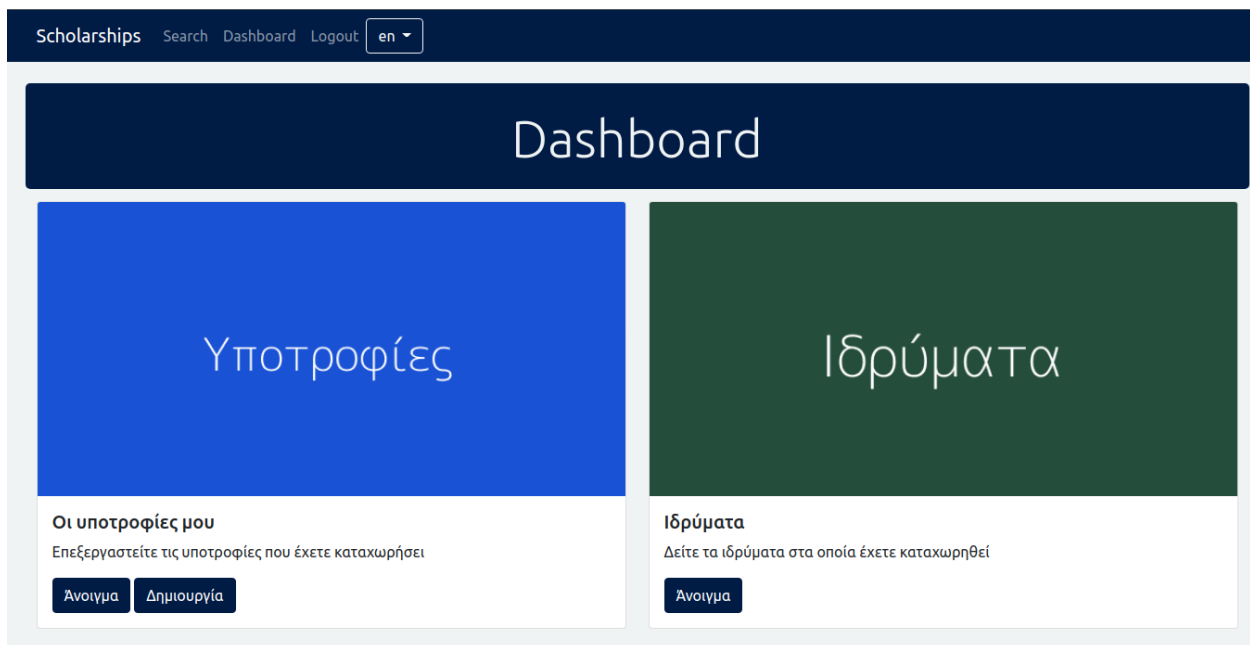 Scholarships Search Dashboard Logout en
Dashboard
Υποτροφίες
Ιδρύματα
Οι υποτροφίες μου
Επεξεργαστείτε τις υποτροφίες που έχετε καταχωρήσει
Άνοιγμα Δημιουργία
Ιδρύματα
Δείτε τα ιδρύματα στα οποία έχετε καταχωρηθεί
Άνοιγμα